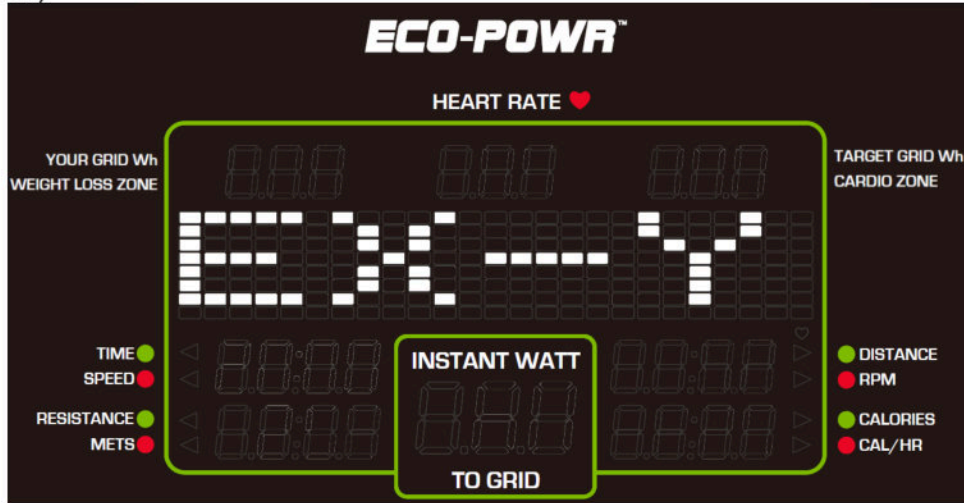 ECO-POWR™
HEART RATE
YOUR GRID Wh
WEIGHT LOSS ZONE
TARGET GRID Wh
CARDIO ZONE
EX-Y
TIME
SPEED
RESISTANCE
METS
INSTANT WATT
TO GRID
DISTANCE
RPM
CALORIES
CAL/HR